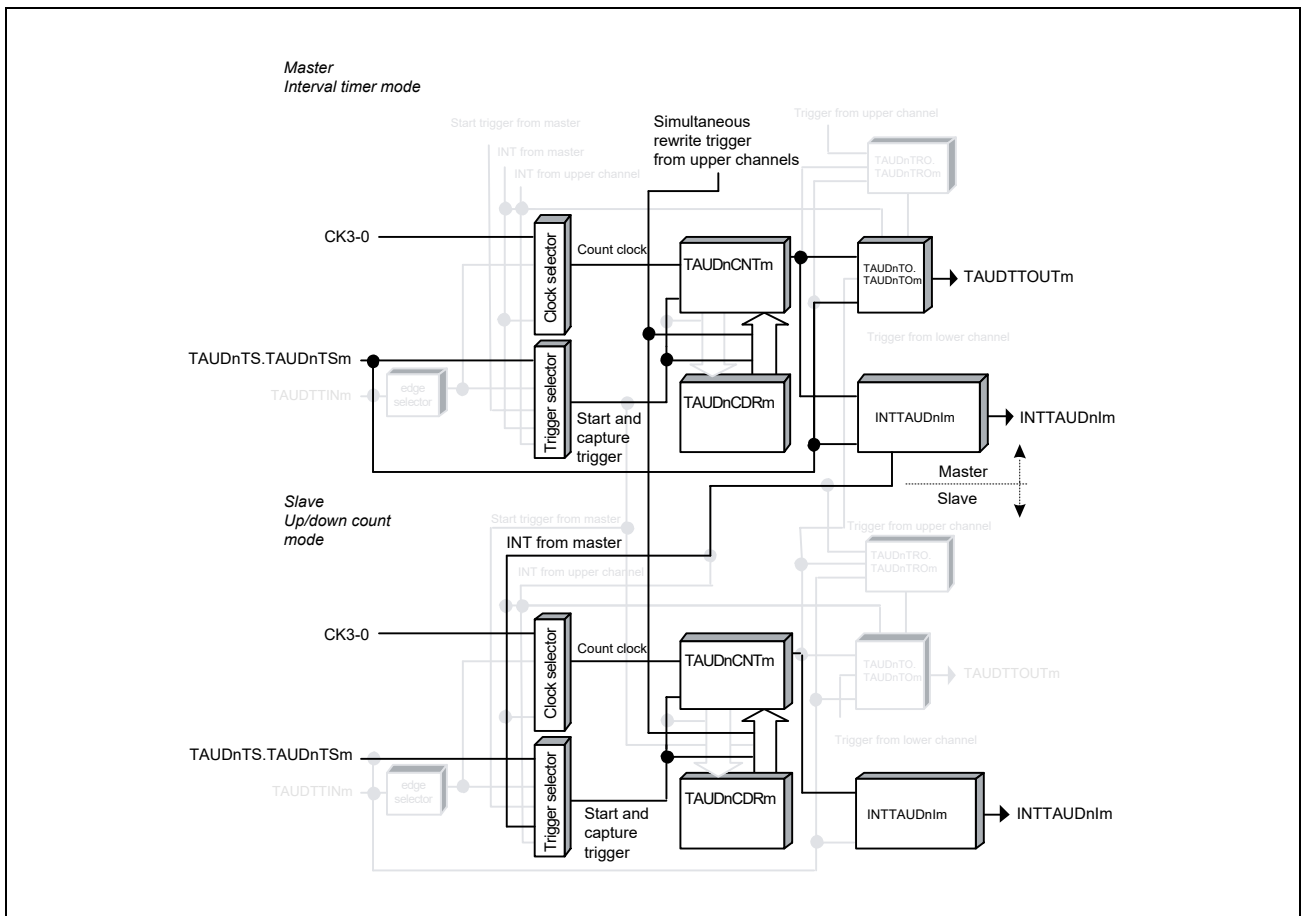 Master
Interval timer mode
Start trigger from master
INT from master
INT from upper channel
Simultaneous
rewrite trigger
from upper channels
Trigger from upper channel
TAUDnTRO.
TAUDnTROm
CK3-0
Clock selector
Count clock
TAUDnCNTm
TAUDnTO.
TAUDnTOm
TAUDTTOUTm
Trigger from lower channel
TAUDnTS.TAUDnTSm
TAUDTTINm
edge
selector
Trigger selector
Start and
capture
trigger
TAUDnCDRm
INTTAUDnIm
INTTAUDnIm
Master
Slave
Slave
Up/down count
mode
Start trigger from master
INT from master
INT from upper channel
Trigger from upper channel
TAUDnTRO.
TAUDnTROm
CK3-0
Clock selector
Count clock
TAUDnCNTm
TAUDnTO.
TAUDnTOm
TAUDTTOUTm
Trigger from lower channel
TAUDnTS.TAUDnTSm
TAUDTTINm
edge
selector
Trigger selector
Start and
capture
trigger
TAUDnCDRm
INTTAUDnIm
INTTAUDnIm